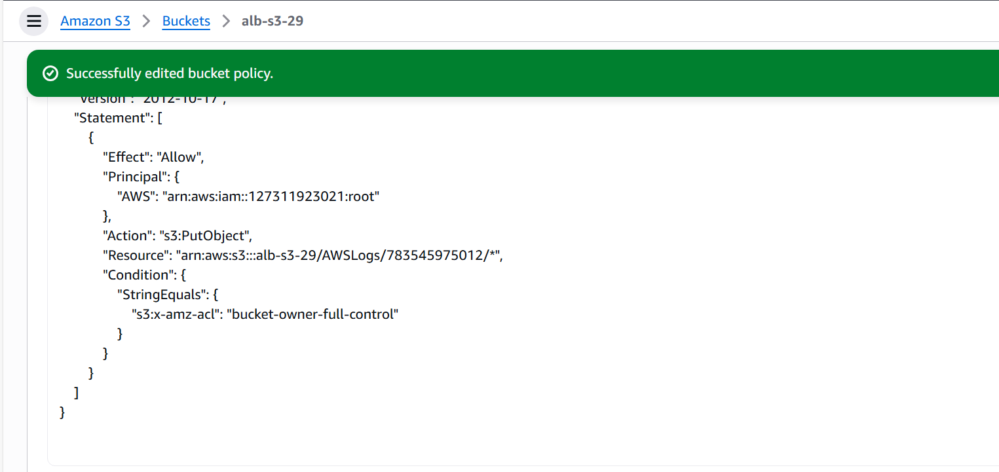 Amazon S3 > Buckets > alb-s3-29
Successfully edited bucket policy.
"Version": "2012-10-17",
"Statement": [
{
"Effect": "Allow",
"Principal": {
"AWS": "arn:aws:iam::127311923021:root"
},
"Action": "s3:PutObject",
"Resource": "arn:aws:s3:::alb-s3-29/AWSLogs/783545975012/*",
"Condition": {
"StringEquals": {
"s3:x-amz-acl": "bucket-owner-full-control"
}
}
}
]
}